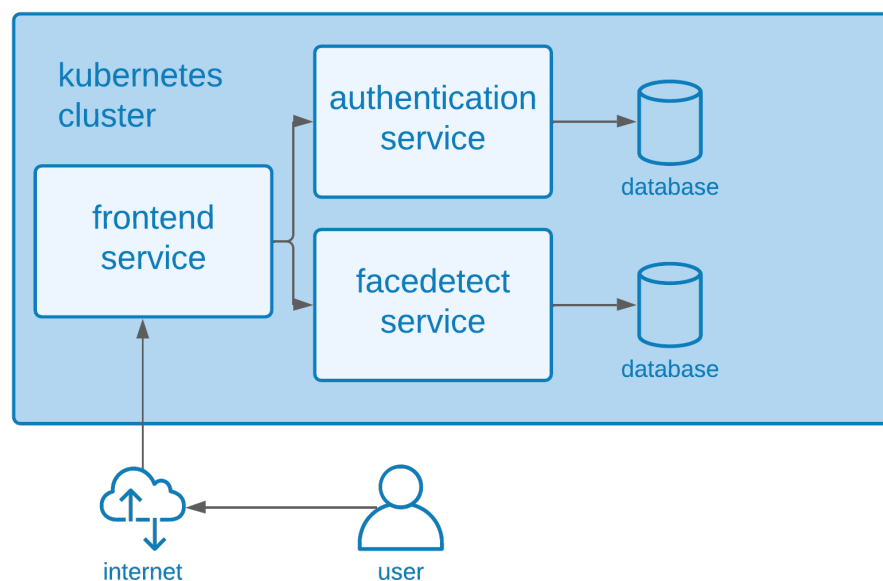 kubernetes
cluster
authentication
service
database
frontend
service
facedetect
service
database
internet
user